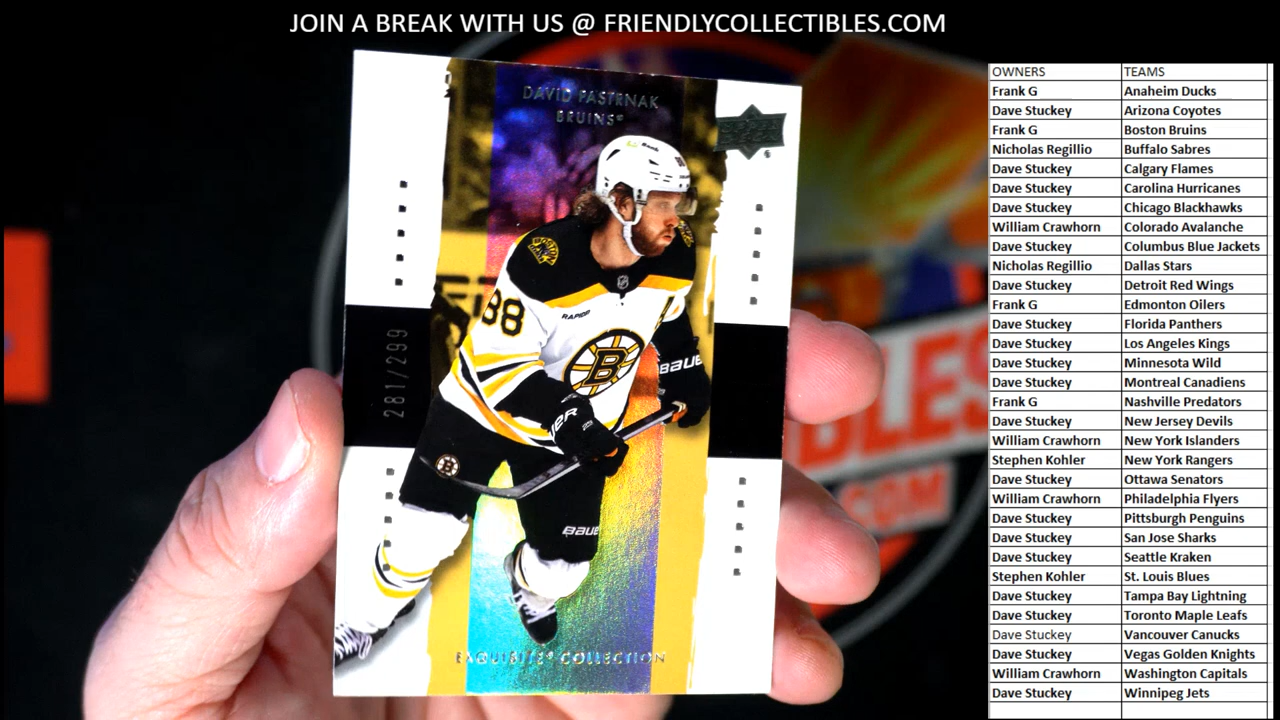 JOIN A BREAK WITH US @ FRIENDLYCOLLECTIBLES.COM
DAVID PASTRNAK
BRUINS
88
RAPID7
B
BAUER
281/299
BAUER
EXQUISITE COLLECTION
BLES
COM
OWNERS TEAMS
Frank G Anaheim Ducks
Dave Stuckey Arizona Coyotes
Frank G Boston Bruins
Nicholas Regillio Buffalo Sabres
Dave Stuckey Calgary Flames
Dave Stuckey Carolina Hurricanes
Dave Stuckey Chicago Blackhawks
William Crawhorn Colorado Avalanche
Dave Stuckey Columbus Blue Jackets
Nicholas Regillio Dallas Stars
Dave Stuckey Detroit Red Wings
Frank G Edmonton Oilers
Dave Stuckey Florida Panthers
Dave Stuckey Los Angeles Kings
Dave Stuckey Minnesota Wild
Dave Stuckey Montreal Canadiens
Frank G Nashville Predators
Dave Stuckey New Jersey Devils
William Crawhorn New York Islanders
Stephen Kohler New York Rangers
Dave Stuckey Ottawa Senators
William Crawhorn Philadelphia Flyers
Dave Stuckey Pittsburgh Penguins
Dave Stuckey San Jose Sharks
Dave Stuckey Seattle Kraken
Stephen Kohler St. Louis Blues
Dave Stuckey Tampa Bay Lightning
Dave Stuckey Toronto Maple Leafs
Dave Stuckey Vancouver Canucks
Dave Stuckey Vegas Golden Knights
William Crawhorn Washington Capitals
Dave Stuckey Winnipeg Jets